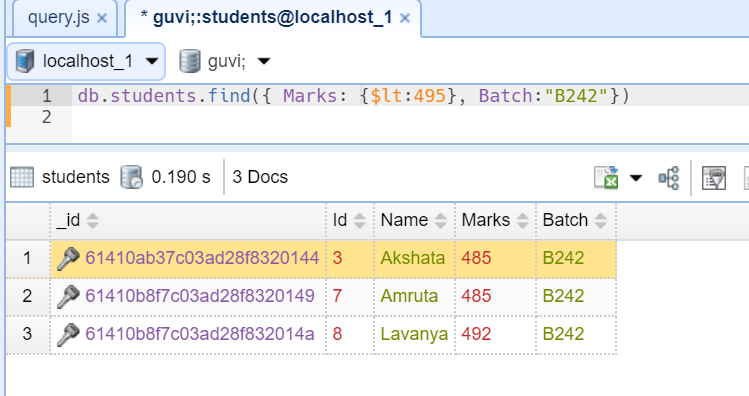 query.js ×
* guvi;:students@localhost_1 ×
localhost_1 guvi;
1 db.students.find({ Marks: {$lt:495}, Batch:"B242"})
2
students 0.190 s 3 Docs
_id Id Name Marks Batch
1 61410ab37c03ad28f8320144 3 Akshata 485 B242
2 61410b8f7c03ad28f8320149 7 Amruta 485 B242
3 61410b8f7c03ad28f832014a 8 Lavanya 492 B242